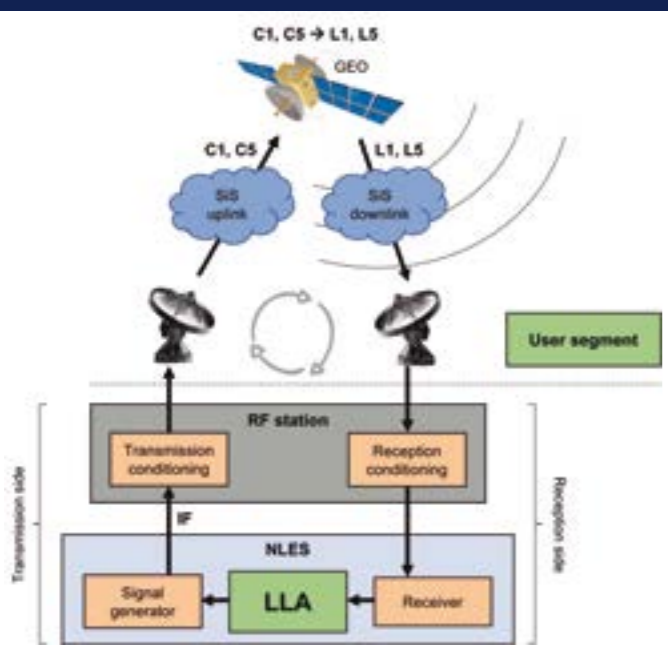 C1, C5 → L1, L5
GEO
C1, C5
L1, L5
SiS
uplink
SiS
downlink
User segment
RF station
Transmission
conditioning
Reception
conditioning
Transmission side
Reception side
IF
NLES
Signal
generator
LLA
Receiver